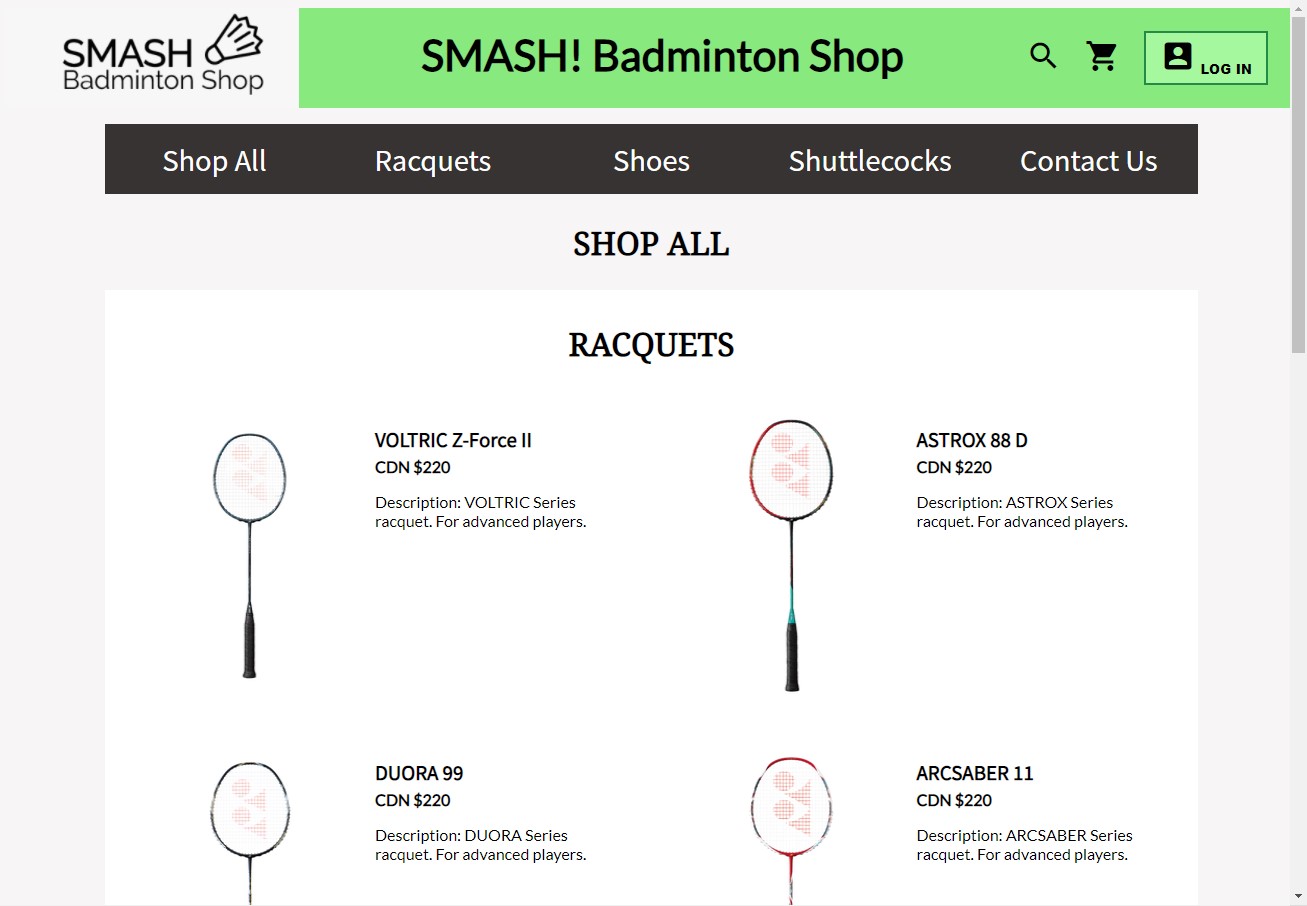 SMASH
Badminton Shop
SMASH! Badminton Shop
LOG IN
Shop All
Racquets
Shoes
Shuttlecocks
Contact Us
SHOP ALL
RACQUETS
VOLTRIC Z-Force II
CDN $220
Description: VOLTRIC Series
racquet. For advanced players.
ASTROX 88 D
CDN $220
Description: ASTROX Series
racquet. For advanced players.
DUORA 99
CDN $220
Description: DUORA Series
racquet. For advanced players.
ARCSABER 11
CDN $220
Description: ARCSABER Series
racquet. For advanced players.